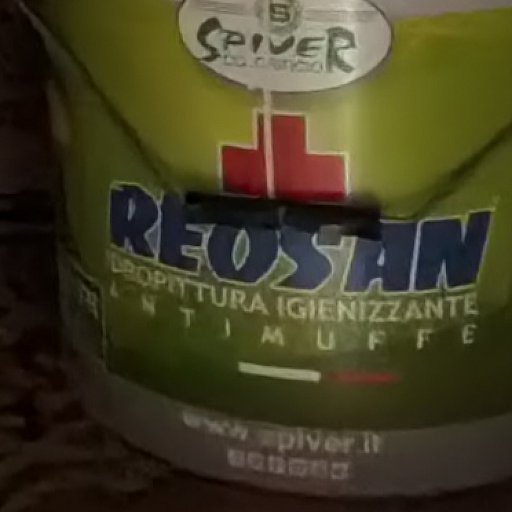 SPIVER
REOSAN
IDROPITTURA IGIENIZZANTE
ANTIMUFFE
www.spiver.it